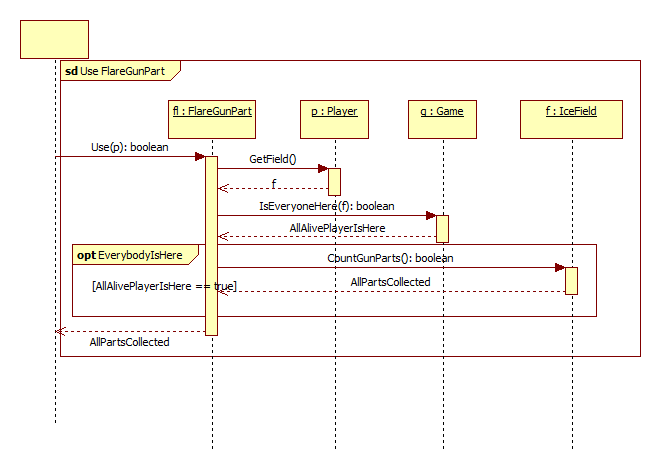 sd Use FlareGunPart
fl : FlareGunPart
p : Player
g : Game
f : IceField
Use(p): boolean
GetField()
f
IsEveryoneHere(f): boolean
AllAlivePlayerIsHere
opt EverybodyIsHere
CountGunParts(): boolean
[AllAlivePlayerIsHere == true]
AllPartsCollected
AllPartsCollected